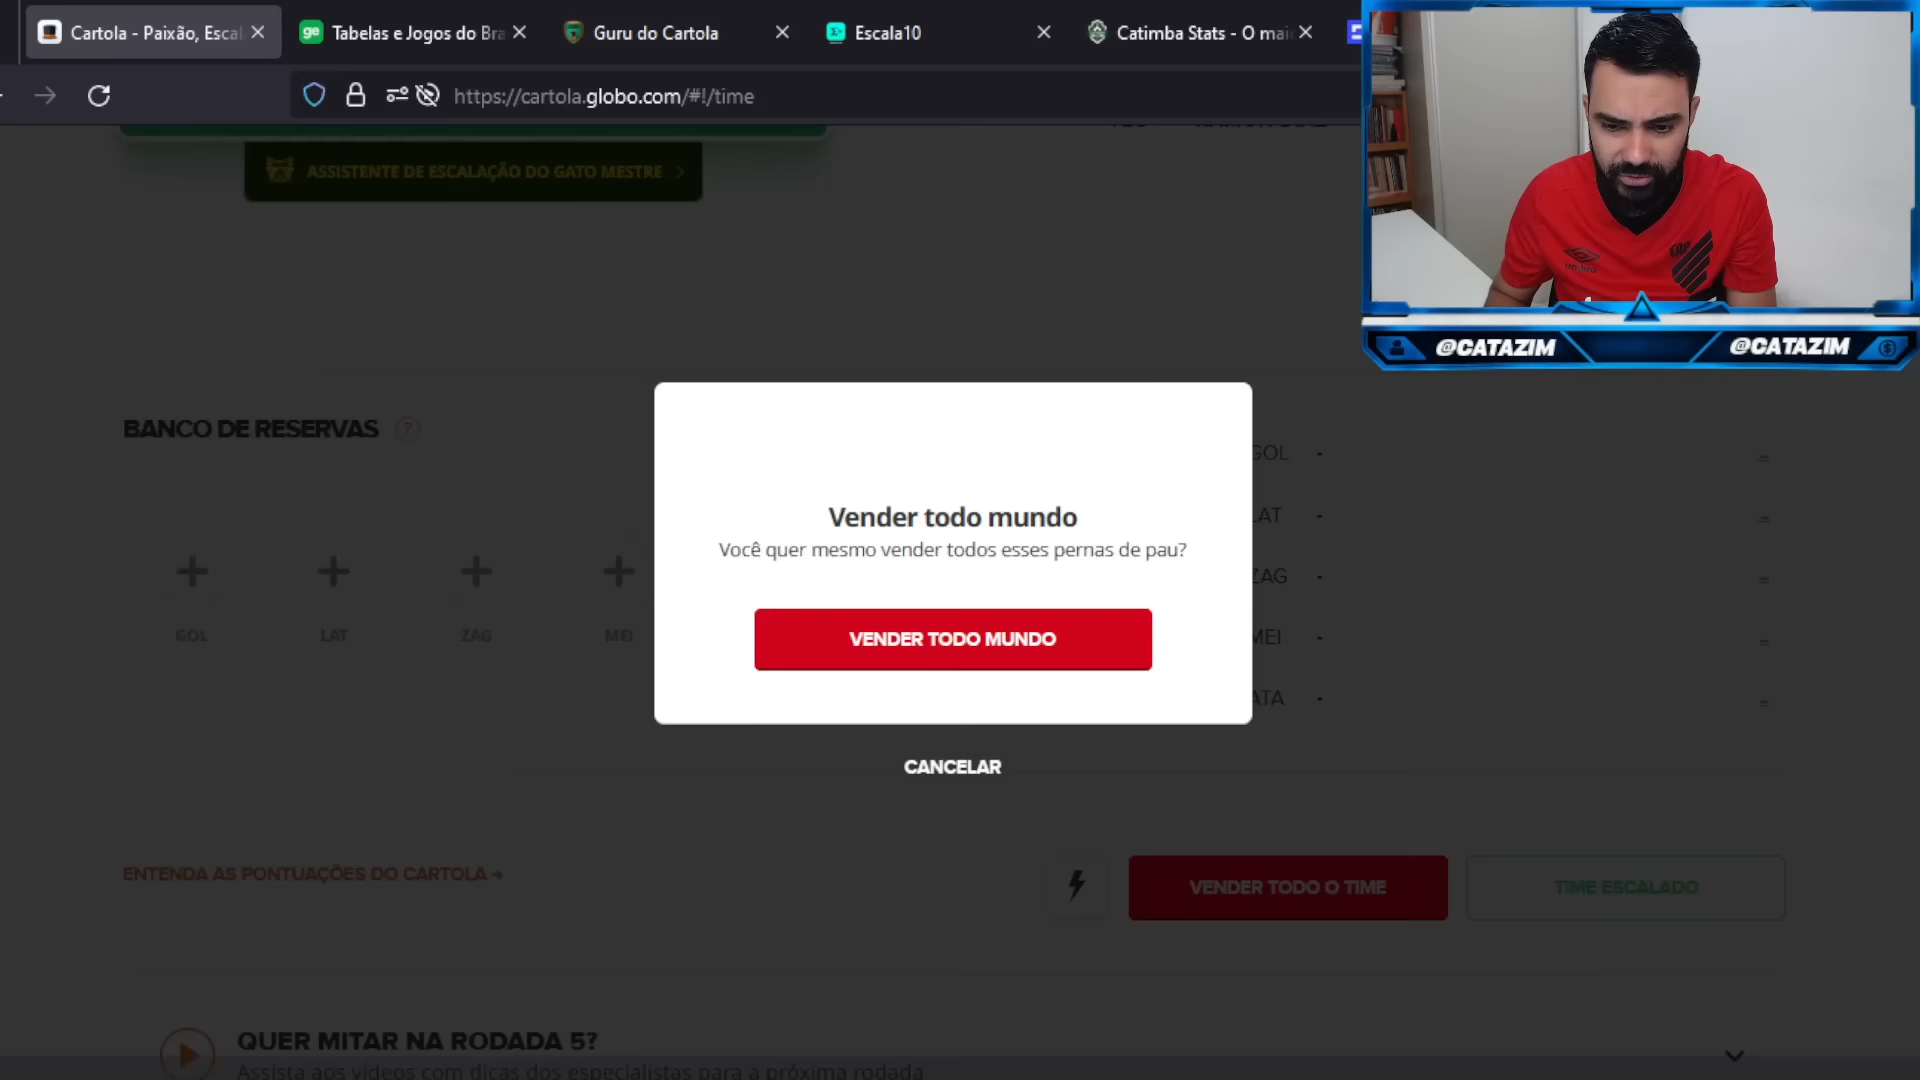 Cartola - Paixão, Escal
ge
Tabelas e Jogos do Bra
Guru do Cartola
Escala10
Catimba Stats - O mai
https://cartola.globo.com/#!/time
ASSISTENTE DE ESCALAÇÃO DO GATO MESTRE
CAP
umbro
@CATAZIM
@CATAZIM
BANCO DE RESERVAS ?
GOL
LAT
ZAG
MEI
GOL
LAT
ZAG
MEI
ATA
Vender todo mundo
Você quer mesmo vender todos esses pernas de pau?
VENDER TODO MUNDO
CANCELAR
ENTENDA AS PONTUAÇÕES DO CARTOLA
VENDER TODO O TIME
TIME ESCALADO
QUER MITAR NA RODADA 5?
Assista aos vídeos com dicas dos especialistas para a próxima rodada